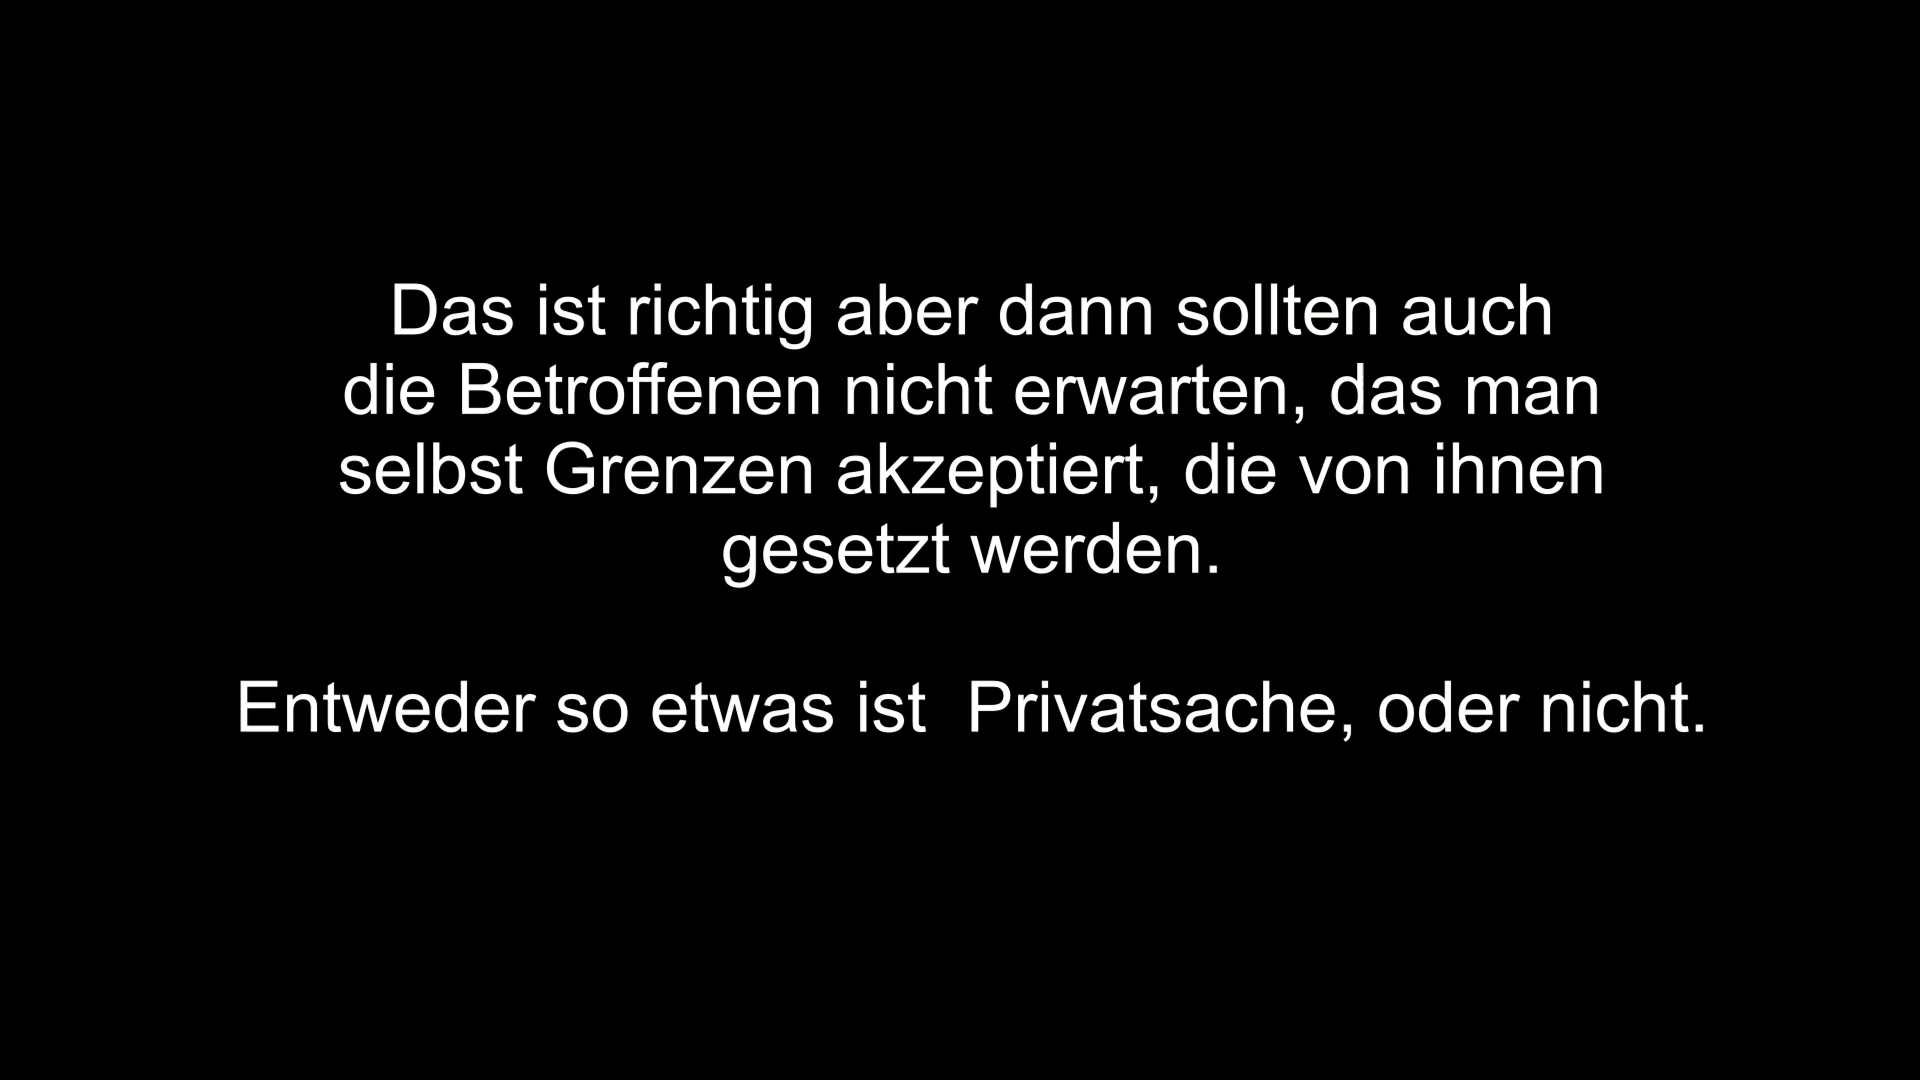 Das ist richtig aber dann sollten auch
die Betroffenen nicht erwarten, das man
selbst Grenzen akzeptiert, die von ihnen
gesetzt werden.
Entweder so etwas ist  Privatsache, oder nicht.